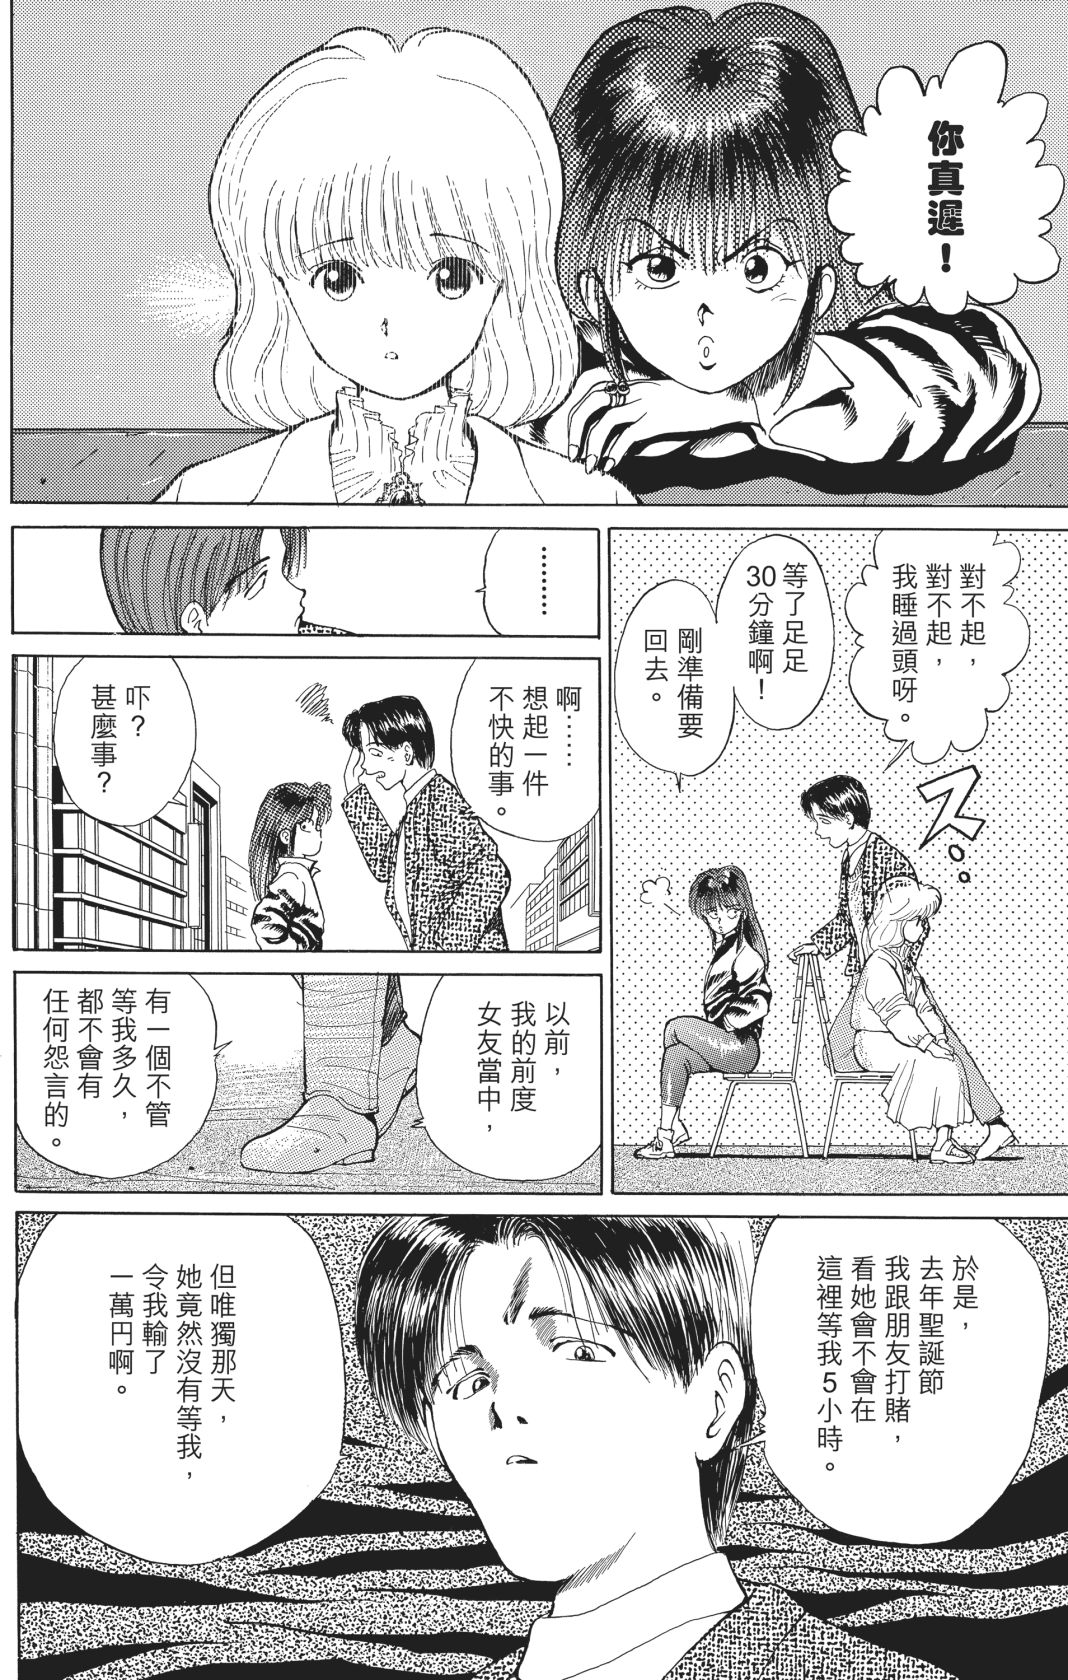 你真遲！
對不起，
對不起，
我睡過頭呀。
等了足足
30分鐘啊！
剛準備要
回去。
ス。。
………
啊……
想起一件
不快的事。
吓？
甚麼事？
以前，
我的前度
女友當中，
有一個不管
等我多久，
都不會有
任何怨言的。
於是，
去年聖誕節
我跟朋友打賭，
看她會不會在
這裡等我5小時。
但唯獨那天，
她竟然沒有等我，
令我輸了
一萬円啊。